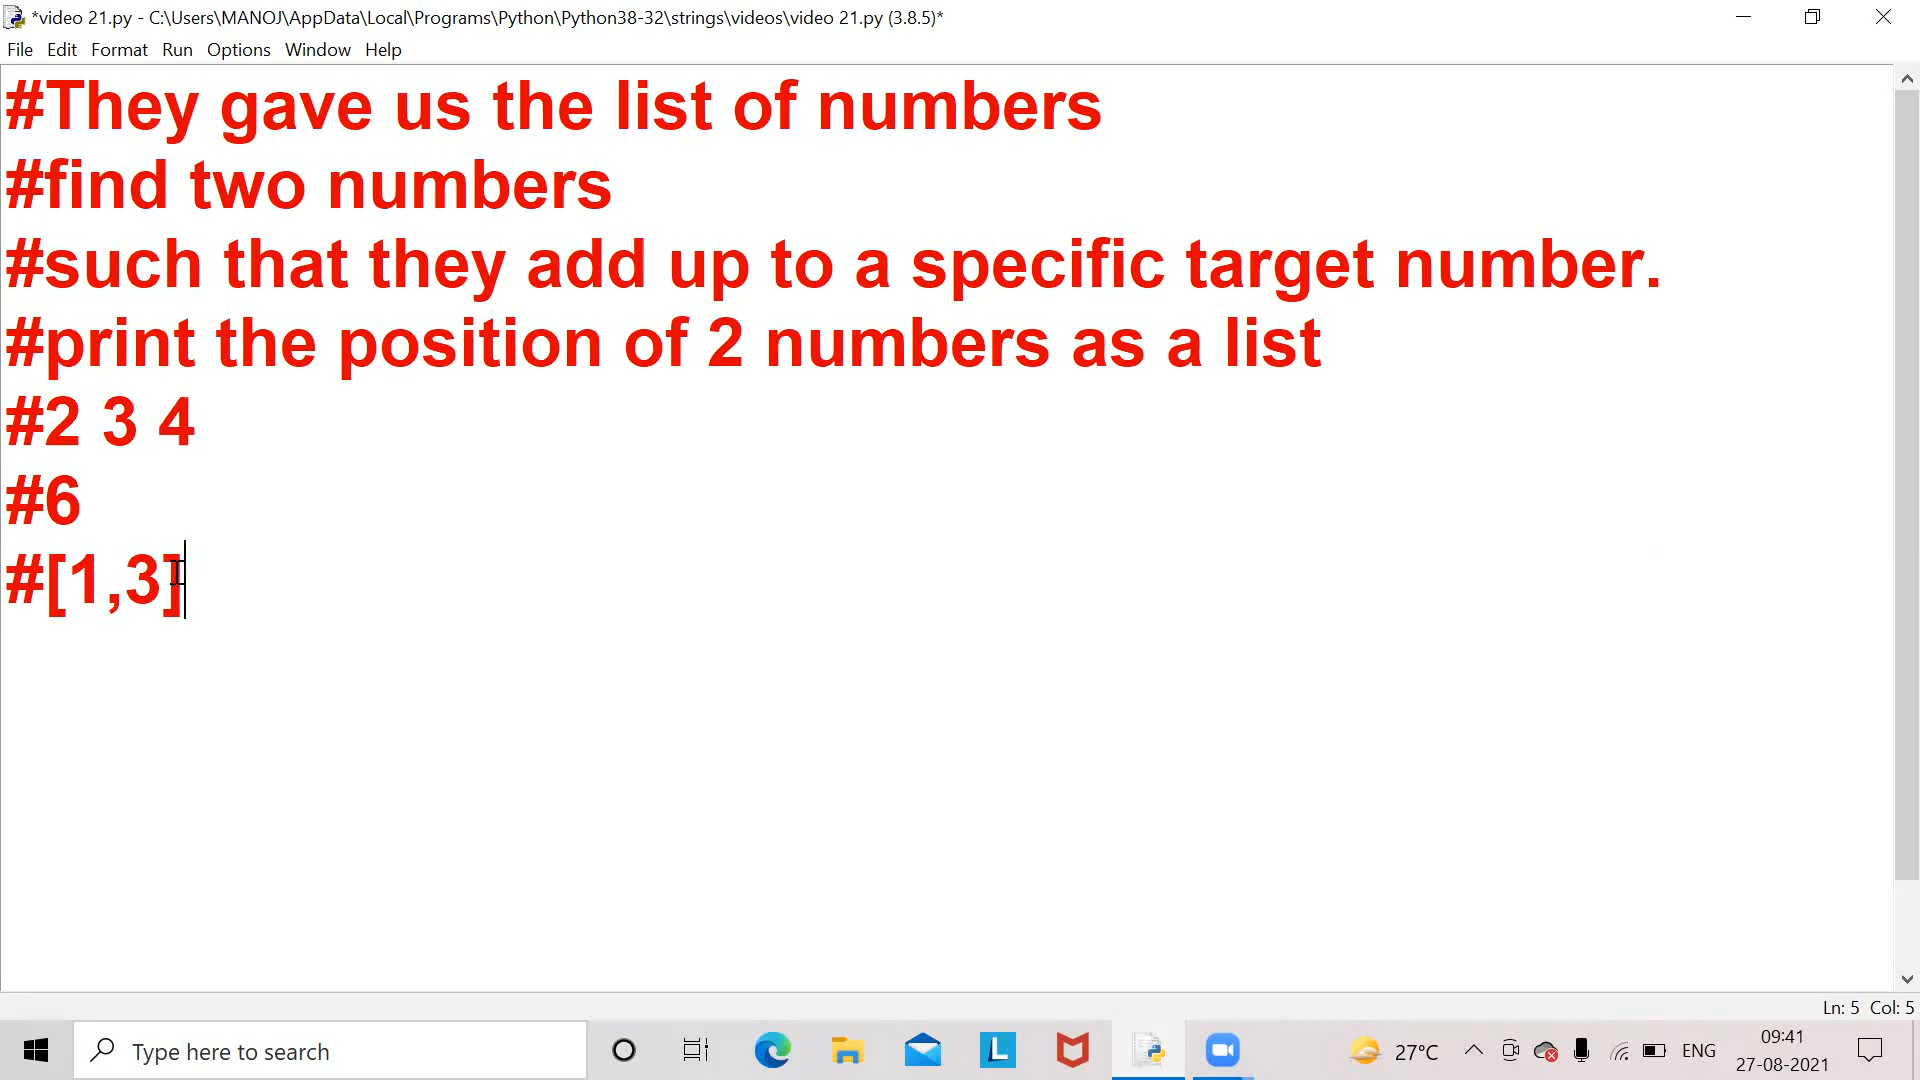 *video 21.py - C:\Users\MANOJ\AppData\Local\Programs\Python\Python38-32\strings\videos\video 21.py (3.8.5)*
File Edit Format Run Options Window Help
#They gave us the list of numbers
#find two numbers
#such that they add up to a specific target number.
#print the position of 2 numbers as a list
#2 3 4
#6
#[1,3]
Ln: 5 Col: 5
Type here to search
L
27°C
ENG
09:41
27-08-2021